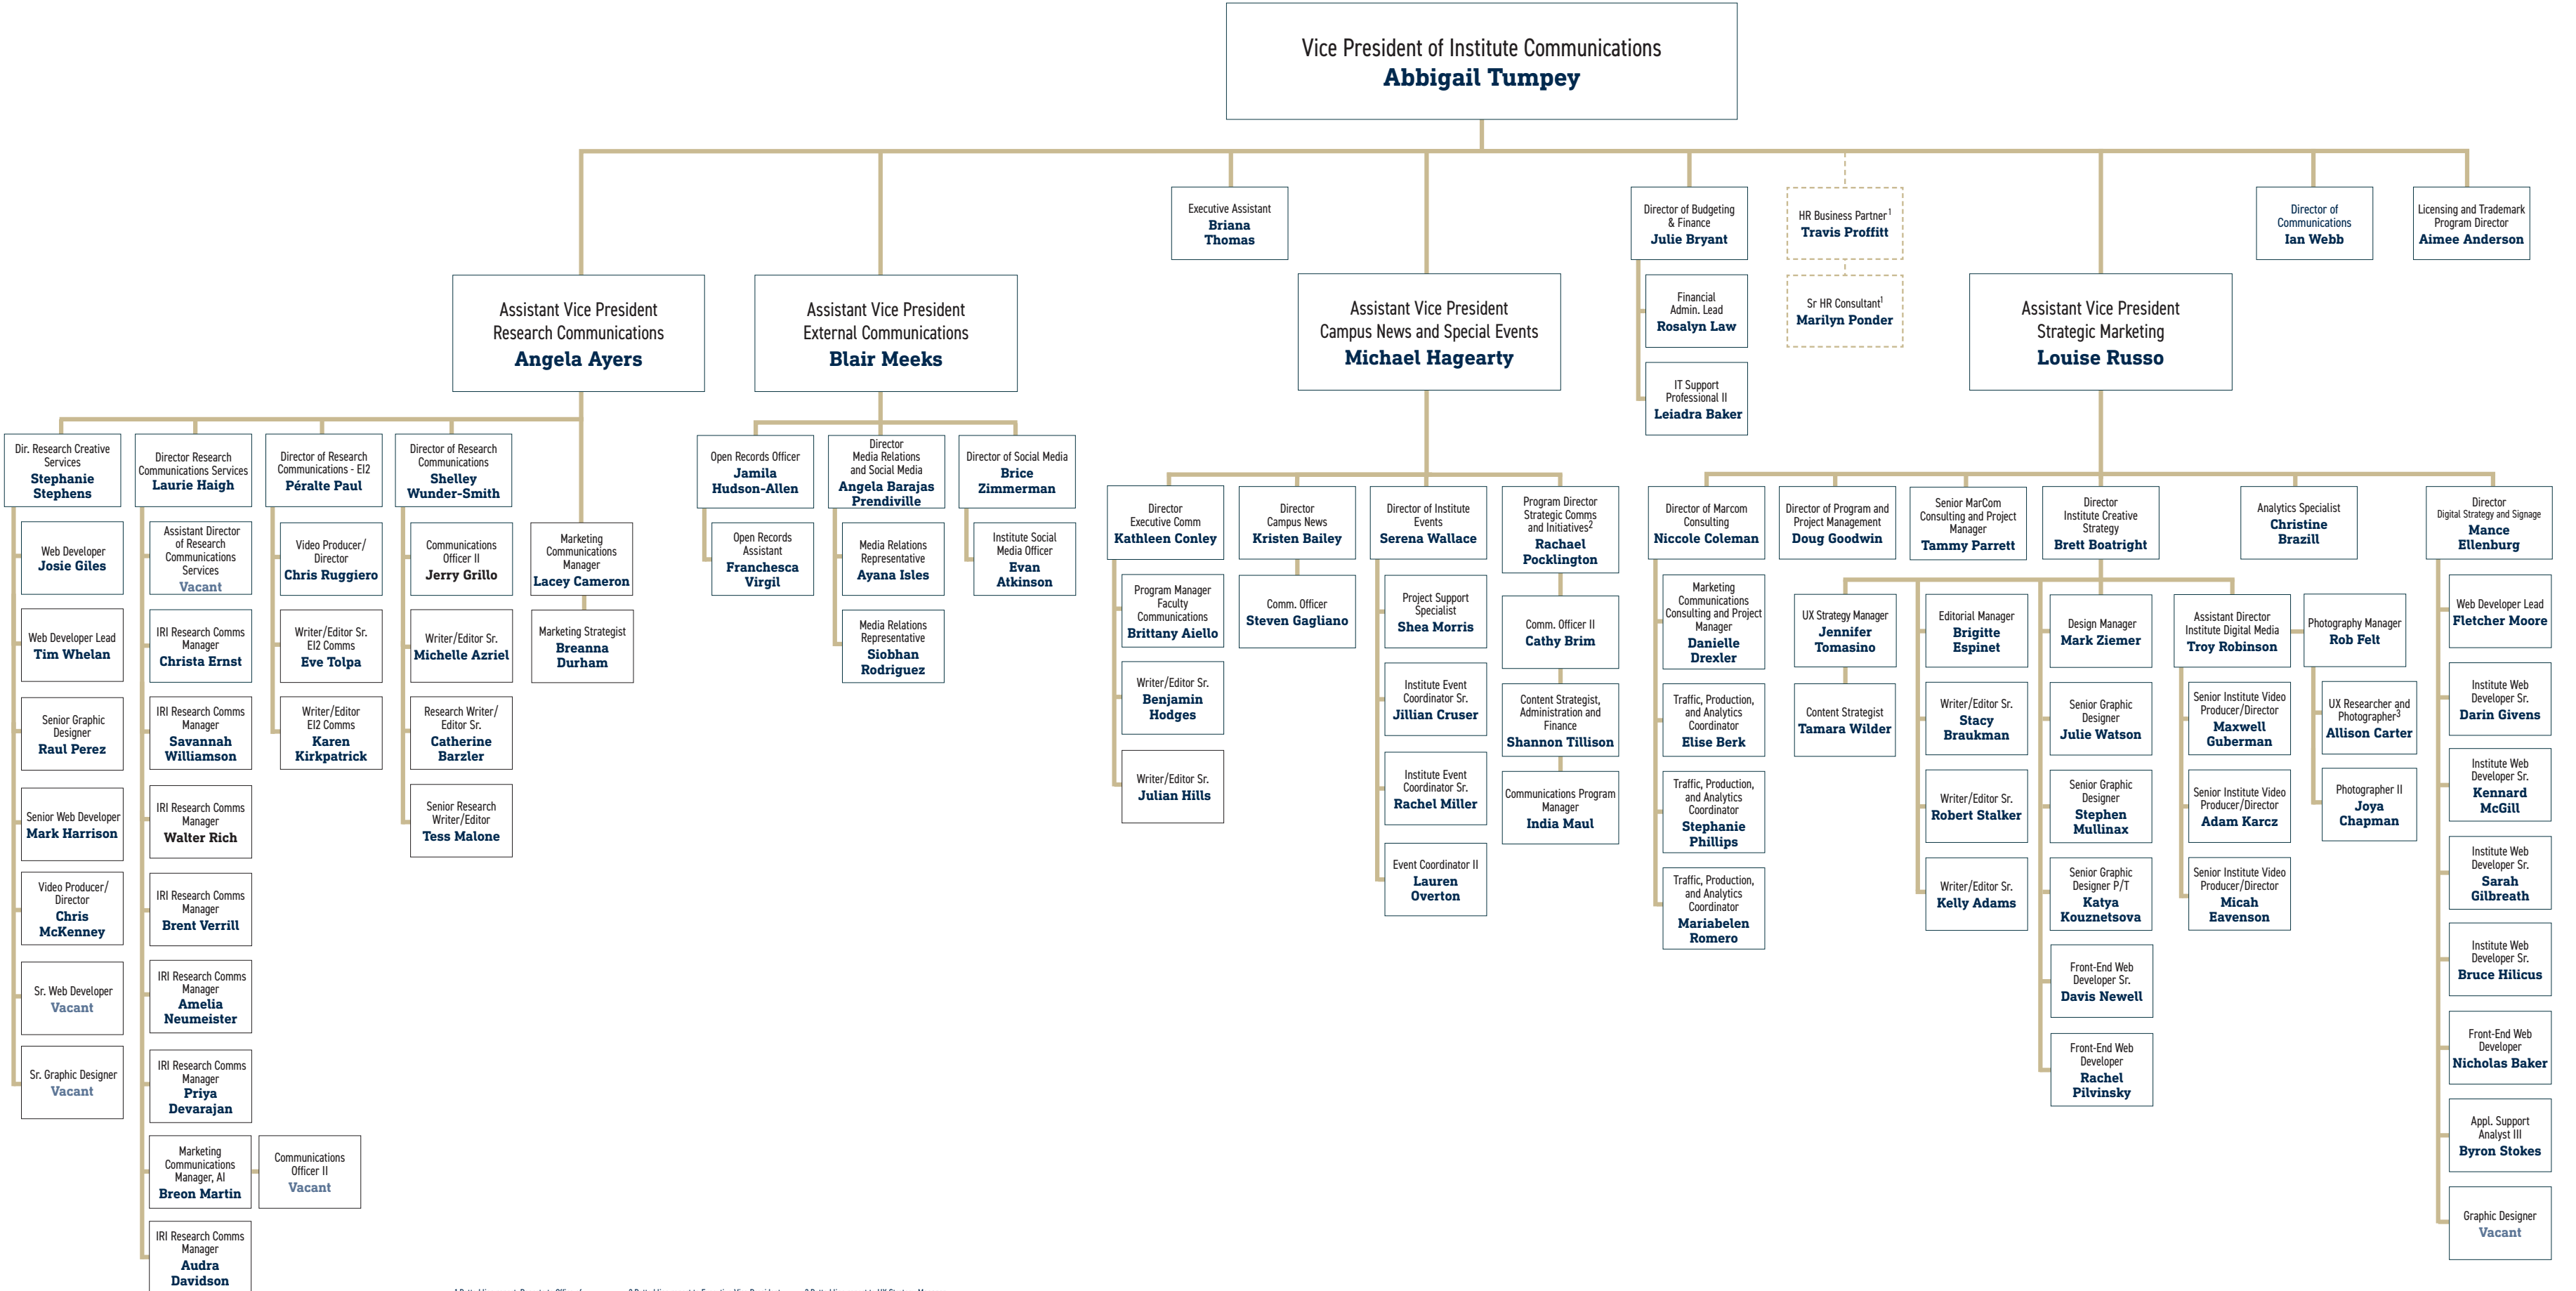 Vice President of Institute Communications
Abbigail Tumpey
Executive Assistant
Briana
Thomas
Director of Budgeting
& Finance
Julie Bryant
HR Business Partner¹
Travis Proffitt
Director of
Communications
Ian Webb
Licensing and Trademark
Program Director
Aimee Anderson
Financial
Admin. Lead
Rosalyn Law
Sr HR Consultant¹
Marilyn Ponder
IT Support
Professional II
Leiadra Baker
Assistant Vice President
Research Communications
Angela Ayers
Assistant Vice President
External Communications
Blair Meeks
Assistant Vice President
Campus News and Special Events
Michael Hagearty
Assistant Vice President
Strategic Marketing
Louise Russo
Dir. Research Creative
Services
Stephanie
Stephens
Web Developer
Josie Giles
Web Developer Lead
Tim Whelan
Senior Graphic
Designer
Raul Perez
Senior Web Developer
Mark Harrison
Video Producer/
Director
Chris
McKenney
Sr. Web Developer
Vacant
Sr. Graphic Designer
Vacant
Director Research
Communications Services
Laurie Haigh
Assistant Director
of Research
Communications
Services
Vacant
IRI Research Comms
Manager
Christa Ernst
IRI Research Comms
Manager
Savannah
Williamson
IRI Research Comms
Manager
Walter Rich
IRI Research Comms
Manager
Brent Verrill
IRI Research Comms
Manager
Amelia
Neumeister
IRI Research Comms
Manager
Priya
Devarajan
Marketing
Communications
Manager, AI
Breon Martin
Communications
Officer II
Vacant
IRI Research Comms
Manager
Audra
Davidson
Director of Research
Communications - EI2
Péralte Paul
Video Producer/
Director
Chris Ruggiero
Writer/Editor Sr.
EI2 Comms
Eve Tolpa
Writer/Editor
EI2 Comms
Karen
Kirkpatrick
Director of Research
Communications
Shelley
Wunder-Smith
Communications
Officer II
Jerry Grillo
Writer/Editor Sr.
Michelle Azriel
Research Writer/
Editor Sr.
Catherine
Barzler
Senior Research
Writer/Editor
Tess Malone
Marketing
Communications
Manager
Lacey Cameron
Marketing Strategist
Breanna
Durham
Open Records Officer
Jamila
Hudson-Allen
Open Records
Assistant
Franchesca
Virgil
Director
Media Relations
and Social Media
Angela Barajas
Prendiville
Media Relations
Representative
Ayana Isles
Media Relations
Representative
Siobhan
Rodriguez
Director of Social Media
Brice
Zimmerman
Institute Social
Media Officer
Evan
Atkinson
Director
Executive Comm
Kathleen Conley
Program Manager
Faculty
Communications
Brittany Aiello
Writer/Editor Sr.
Benjamin
Hodges
Writer/Editor Sr.
Julian Hills
Director
Campus News
Kristen Bailey
Comm. Officer
Steven Gagliano
Director of Institute
Events
Serena Wallace
Project Support
Specialist
Shea Morris
Institute Event
Coordinator Sr.
Jillian Cruser
Institute Event
Coordinator Sr.
Rachel Miller
Event Coordinator II
Lauren
Overton
Program Director
Strategic Comms
and Initiatives²
Rachael
Pocklington
Comm. Officer II
Cathy Brim
Content Strategist,
Administration and
Finance
Shannon Tillison
Communications Program
Manager
India Maul
Director of Marcom
Consulting
Niccole Coleman
Marketing
Communications
Consulting and Project
Manager
Danielle
Drexler
Traffic, Production,
and Analytics
Coordinator
Elise Berk
Traffic, Production,
and Analytics
Coordinator
Stephanie
Phillips
Traffic, Production,
and Analytics
Coordinator
Mariabelen
Romero
Director of Program and
Project Management
Doug Goodwin
Senior MarCom
Consulting and Project
Manager
Tammy Parrett
Director
Institute Creative
Strategy
Brett Boatright
UX Strategy Manager
Jennifer
Tomasino
Content Strategist
Tamara Wilder
Editorial Manager
Brigitte
Espinet
Writer/Editor Sr.
Stacy
Braukman
Writer/Editor Sr.
Robert Stalker
Writer/Editor Sr.
Kelly Adams
Design Manager
Mark Ziemer
Senior Graphic
Designer
Julie Watson
Senior Graphic
Designer
Stephen
Mullinax
Senior Graphic
Designer P/T
Katya
Kouznetsova
Front-End Web
Developer Sr.
Davis Newell
Front-End Web
Developer
Rachel
Pilvinsky
Assistant Director
Institute Digital Media
Troy Robinson
Senior Institute Video
Producer/Director
Maxwell
Guberman
Senior Institute Video
Producer/Director
Adam Karcz
Senior Institute Video
Producer/Director
Micah
Eavenson
Photography Manager
Rob Felt
UX Researcher and
Photographer³
Allison Carter
Photographer II
Joya
Chapman
Analytics Specialist
Christine
Brazill
Director
Digital Strategy and Signage
Mance
Ellenburg
Web Developer Lead
Fletcher Moore
Institute Web
Developer Sr.
Darin Givens
Institute Web
Developer Sr.
Kennard
McGill
Institute Web
Developer Sr.
Sarah
Gilbreath
Institute Web
Developer Sr.
Bruce Hilicus
Front-End Web
Developer
Nicholas Baker
Appl. Support
Analyst III
Byron Stokes
Graphic Designer
Vacant